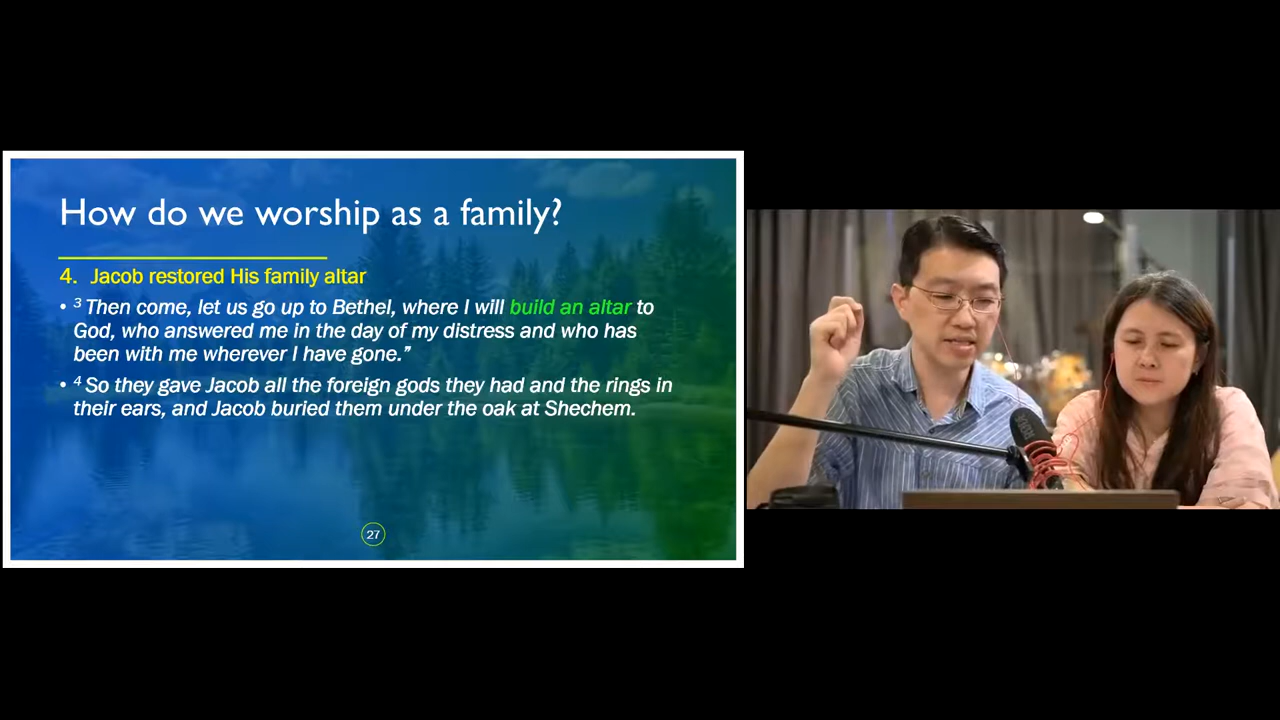 How do we worship as a family?
4. Jacob restored His family altar
• 3 Then come, let us go up to Bethel, where I will build an altar to
God, who answered me in the day of my distress and who has
been with me wherever I have gone.”
• 4 So they gave Jacob all the foreign gods they had and the rings in
their ears, and Jacob buried them under the oak at Shechem.
27